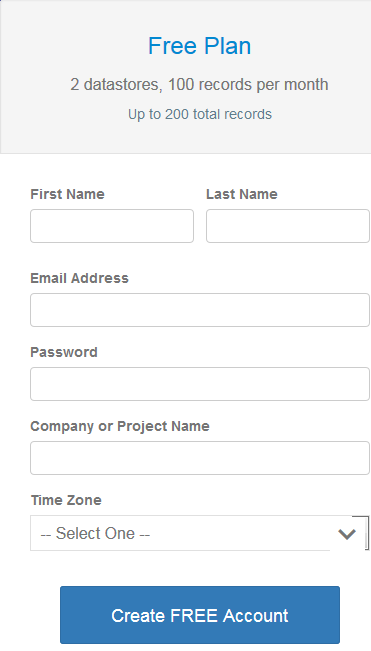 Free Plan
2 datastores, 100 records per month
Up to 200 total records
First Name Last Name
Email Address
Password
Company or Project Name
Time Zone
-- Select One --
Create FREE Account